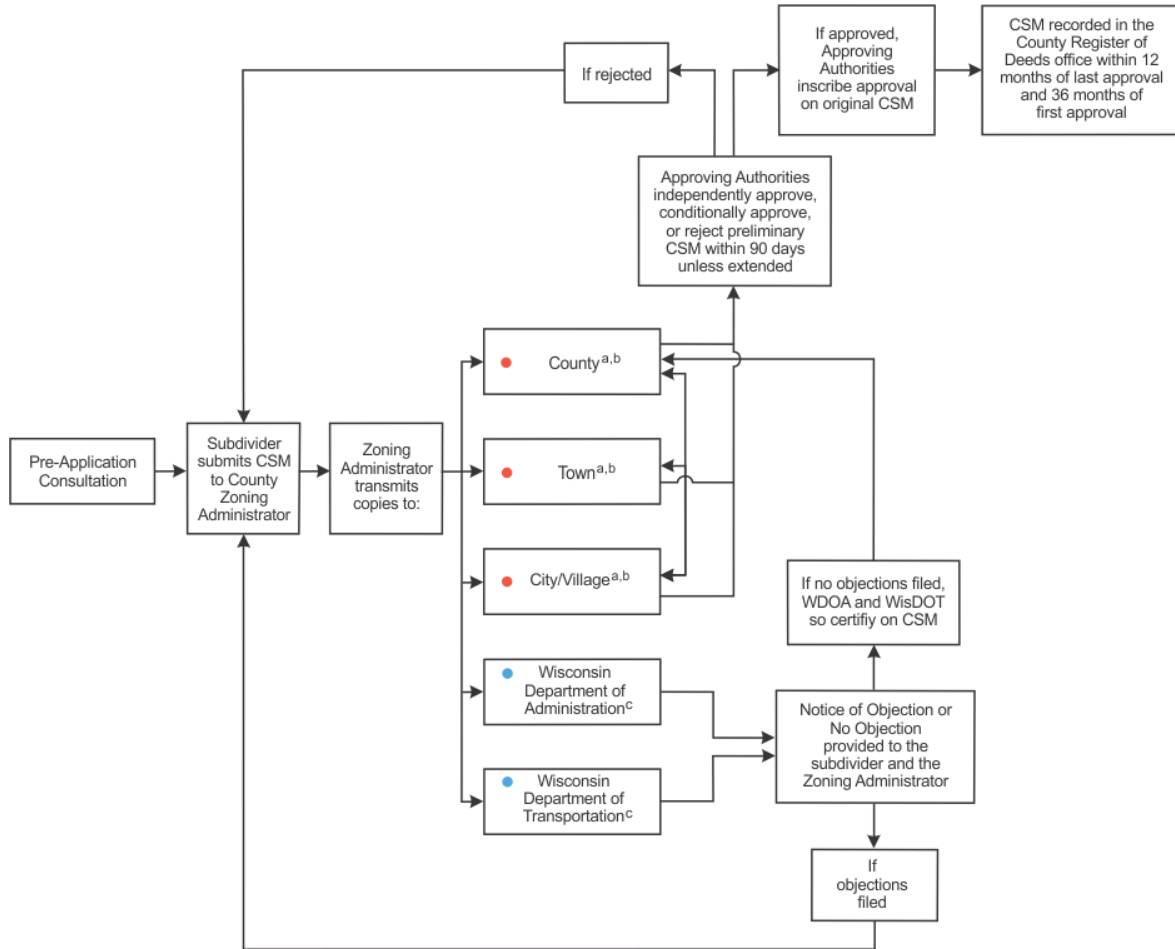 If rejected
If approved,
Approving
Authorities
inscribe approval
on original CSM
CSM recorded in the
County Register of
Deeds office within 12
months of last approval
and 36 months of
first approval
Approving Authorities
independently approve,
conditionally approve,
or reject preliminary
CSM within 90 days
unless extended
Pre-Application
Consultation
Subdivider
submits CSM
to County
Zoning
Administrator
Zoning
Administrator
transmits
copies to:
County a,b
Town a,b
City/Village a,b
Wisconsin
Department of
Administration c
Wisconsin
Department of
Transportation c
If no objections filed,
WDOA and WisDOT
so certifiy on CSM
Notice of Objection or
No Objection
provided to the
subdivider and the
Zoning Administrator
If
objections
filed